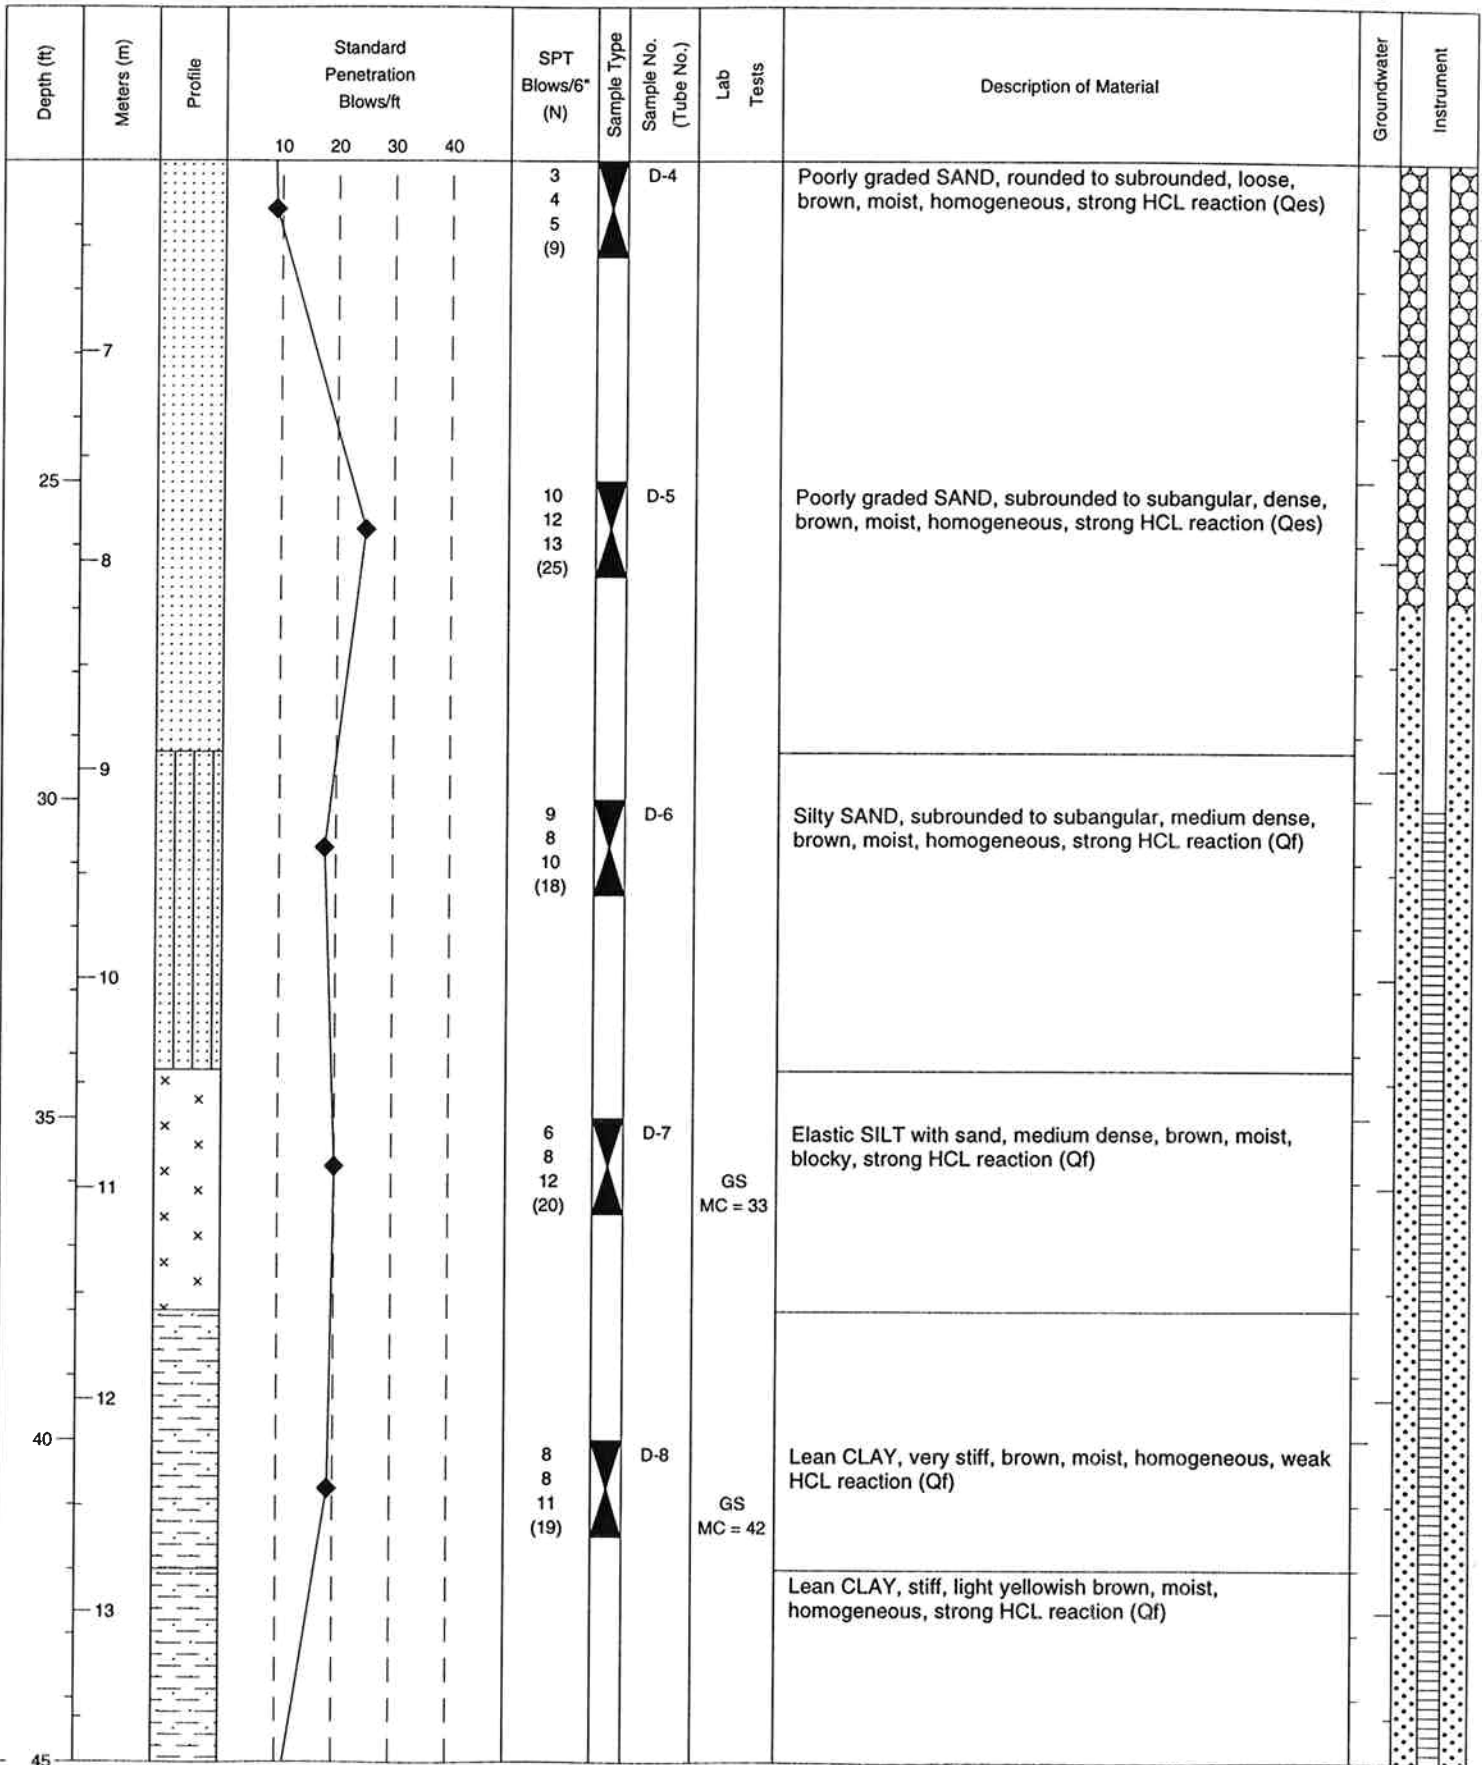 Depth (ft)
Meters (m)
Profile
Standard
Penetration
Blows/ft
10 20 30 40
SPT
Blows/6"
(N)
Sample Type
Sample No.
(Tube No.)
Lab
Tests
Description of Material
Groundwater
Instrument
3
4
5
(9)
D-4
Poorly graded SAND, rounded to subrounded, loose,
brown, moist, homogeneous, strong HCL reaction (Qes)
7
25
10
12
13
(25)
D-5
Poorly graded SAND, subrounded to subangular, dense,
brown, moist, homogeneous, strong HCL reaction (Qes)
8
9
30
9
8
10
(18)
D-6
Silty SAND, subrounded to subangular, medium dense,
brown, moist, homogeneous, strong HCL reaction (Qf)
10
35
6
8
12
(20)
D-7
GS
MC = 33
Elastic SILT with sand, medium dense, brown, moist,
blocky, strong HCL reaction (Qf)
11
12
40
8
8
11
(19)
D-8
GS
MC = 42
Lean CLAY, very stiff, brown, moist, homogeneous, weak
HCL reaction (Qf)
Lean CLAY, stiff, light yellowish brown, moist,
homogeneous, strong HCL reaction (Qf)
13
45